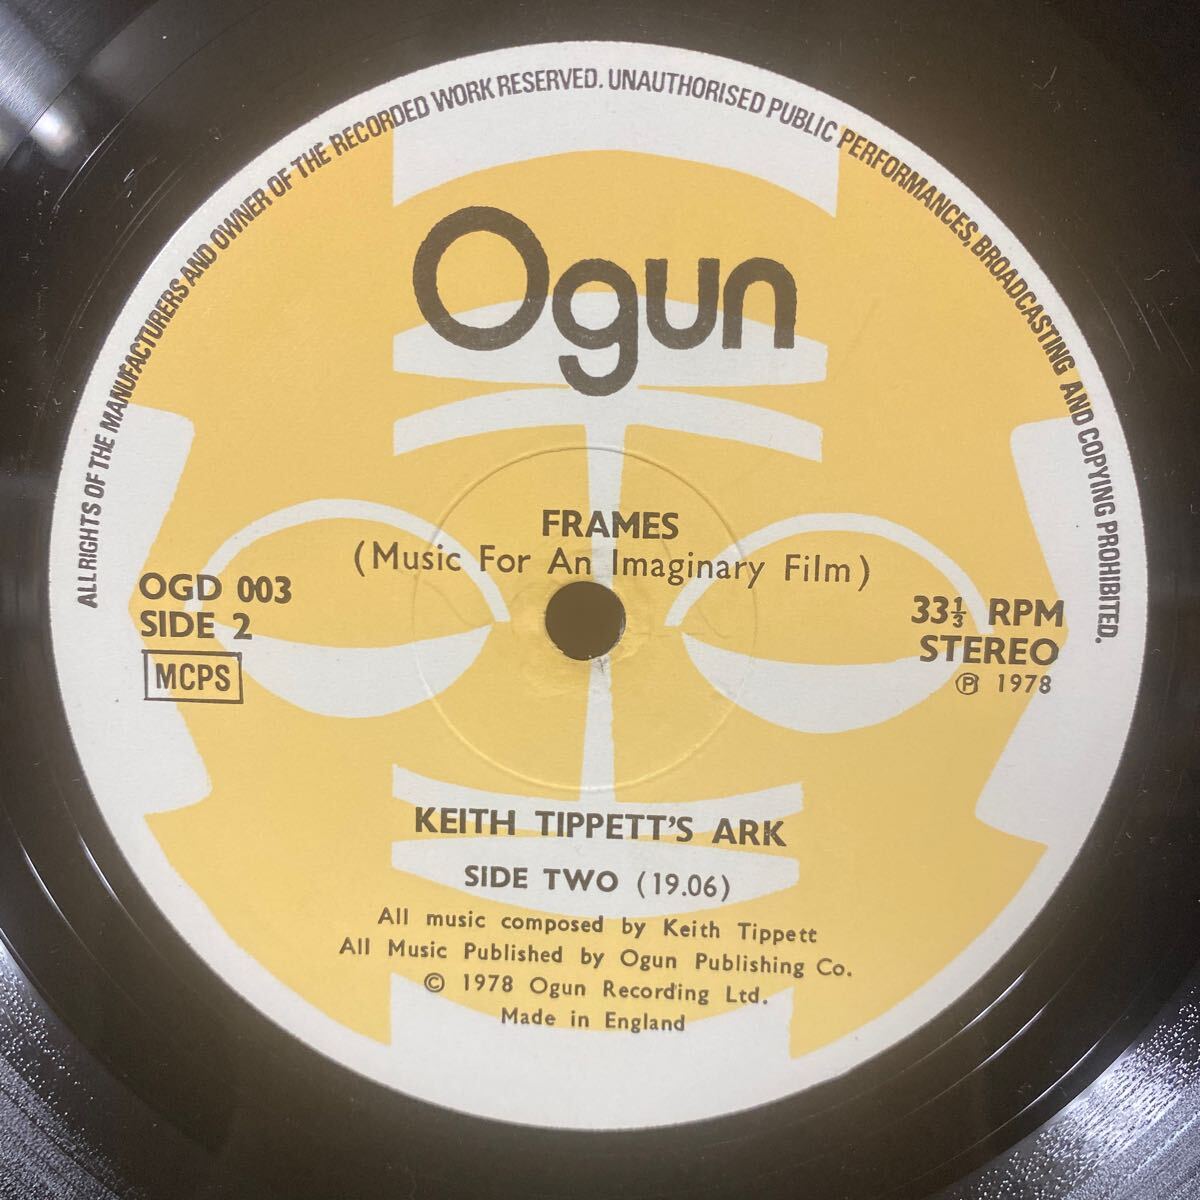 ALL RIGHTS OF THE MANUFACTURERS AND OWNER OF THE RECORDED WORK RESERVED. UNAUTHORISED PUBLIC PERFORMANCES, BROADCASTING AND COPYING PROHIBITED.
Ogun
FRAMES
(Music For An Imaginary Film)
OGD 003
SIDE 2
MCPS
33⅓ RPM
STEREO
℗ 1978
KEITH TIPPETT'S ARK
SIDE TWO (19.06)
All music composed by Keith Tippett
All Music Published by Ogun Publishing Co.
© 1978 Ogun Recording Ltd.
Made in England